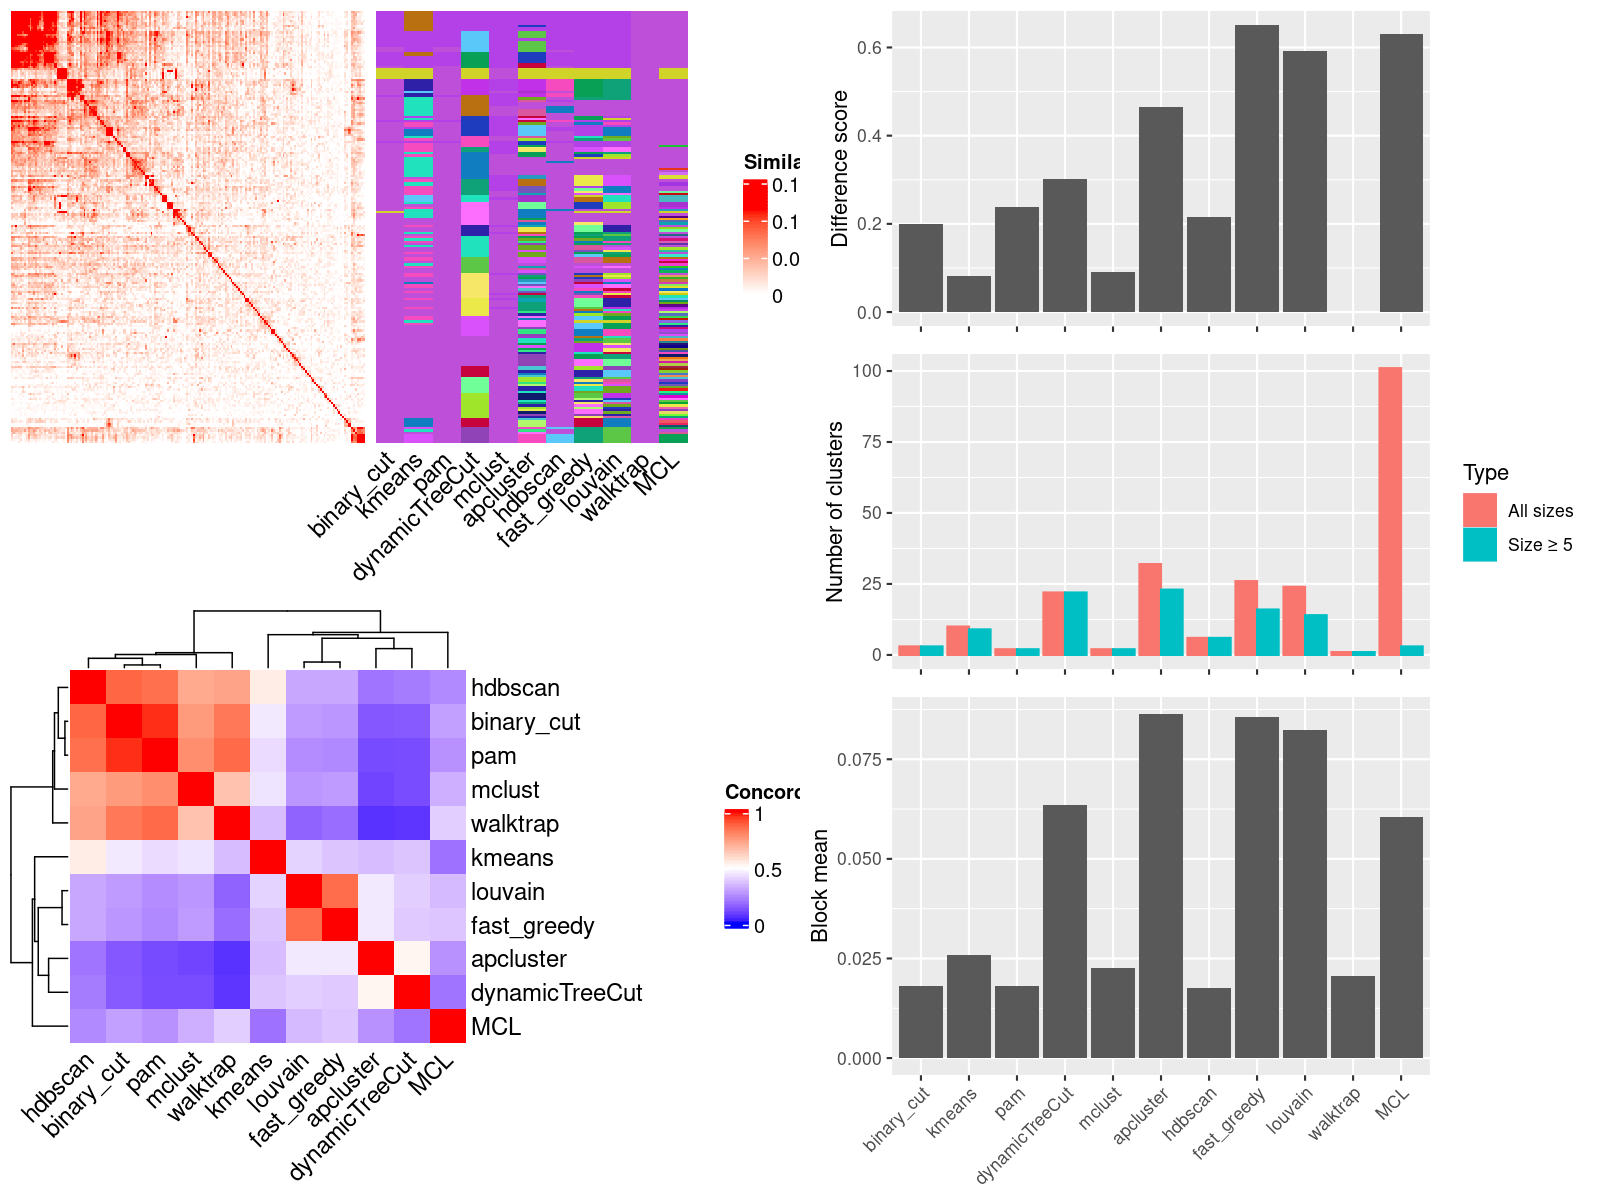 Simila
0.1
0.1
0.0
0
binary_cut
kmeans
pam
dynamicTreeCut
mclust
apcluster
hdbscan
fast_greedy
louvain
walktrap
MCL
hdbscan
binary_cut
pam
mclust
walktrap
kmeans
louvain
fast_greedy
apcluster
dynamicTreeCut
MCL
hdbscan
binary_cut
pam
mclust
walktrap
kmeans
louvain
fast_greedy
apcluster
dynamicTreeCut
MCL
Concord
1
0.5
0
Difference score
0.6
0.4
0.2
0.0
Number of clusters
100
75
50
25
0
Type
All sizes
Size ≥ 5
Block mean
0.075
0.050
0.025
0.000
binary_cut
kmeans
pam
dynamicTreeCut
mclust
apcluster
hdbscan
fast_greedy
louvain
walktrap
MCL